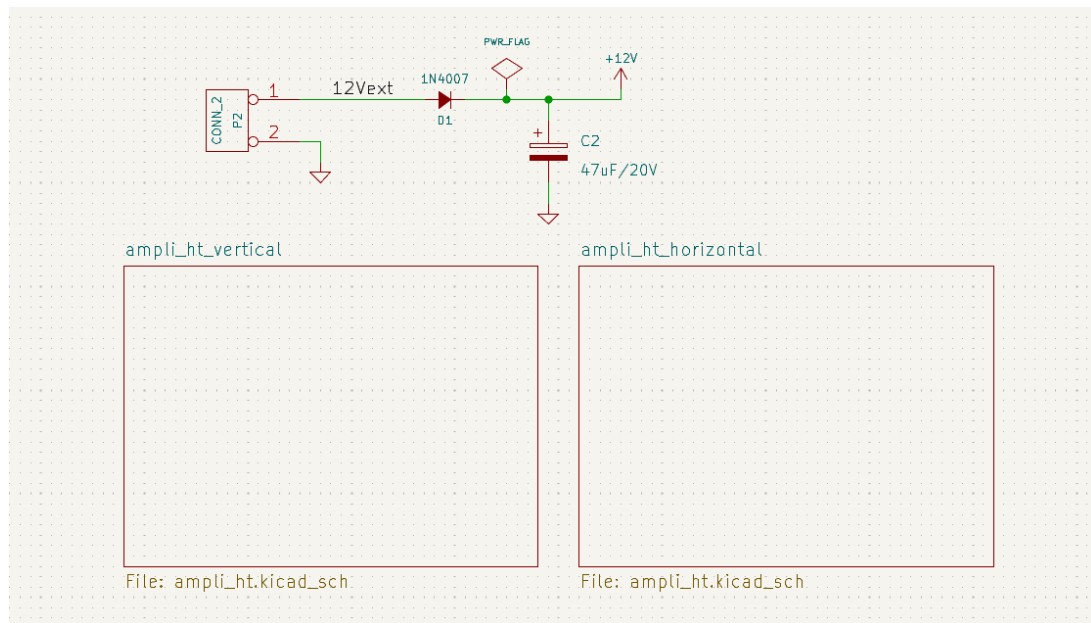 PWR_FLAG
+12V
1N4007
12Vext
1
CONN_2
P2
D1
+
C2
2
47uF/20V
ampli_ht_vertical
ampli_ht_horizontal
File: ampli_ht.kicad_sch
File: ampli_ht.kicad_sch